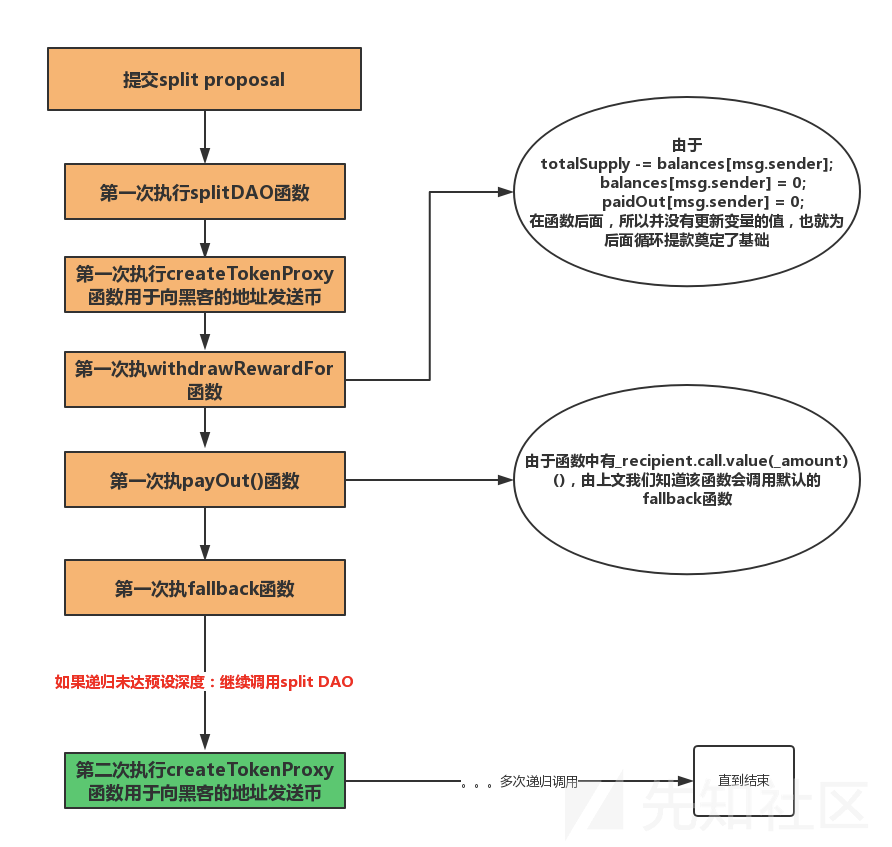 提交split proposal
第一次执行splitDAO函数
第一次执行createTokenProxy
函数用于向黑客的地址发送币
第一次执withdrawRewardFor
函数
第一次执payOut()函数
第一次执fallback函数
如果递归未达预设深度：继续调用split DAO
第二次执行createTokenProxy
函数用于向黑客的地址发送币
。。。多次递归调用
直到结束
由于
totalSupply -= balances[msg.sender];
balances[msg.sender] = 0;
paidOut[msg.sender] = 0;
在函数后面，所以并没有更新变量的值，也就为
后面循环提款奠定了基础
由于函数中有_recipient.call.value(_amount)
()，由上文我们知道该函数会调用默认的
fallback函数
先知社区